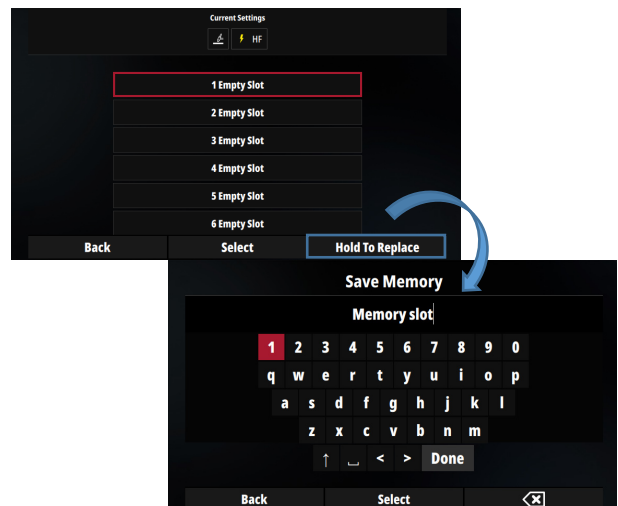 Current Settings
HF
1 Empty Slot
2 Empty Slot
3 Empty Slot
4 Empty Slot
5 Empty Slot
6 Empty Slot
Back Select Hold To Replace
Save Memory
Memory slot
1 2 3 4 5 6 7 8 9 0
q w e r t y u i o p
a s d f g h j k l
z x c v b n m
↑ ⎵ < > Done
Back Select ⌫